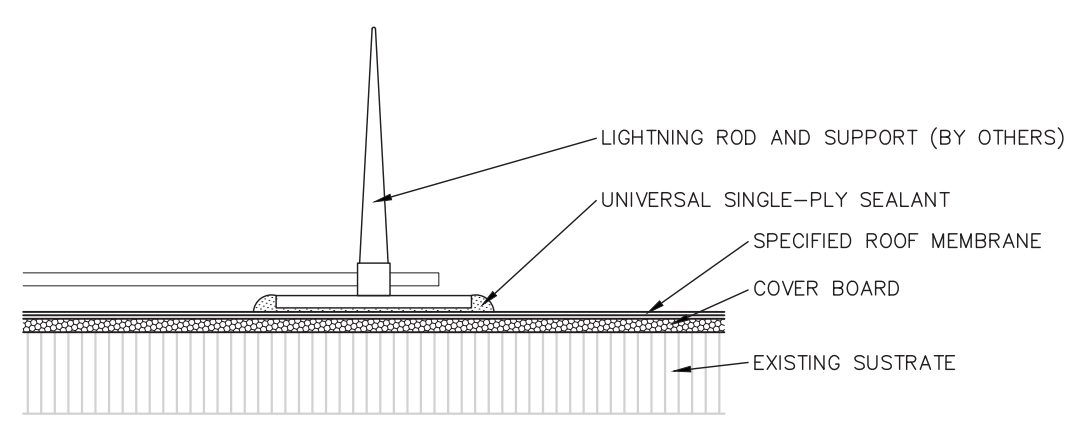 LIGHTNING ROD AND SUPPORT (BY OTHERS)
UNIVERSAL SINGLE-PLY SEALANT
SPECIFIED ROOF MEMBRANE
COVER BOARD
EXISTING SUSTRATE